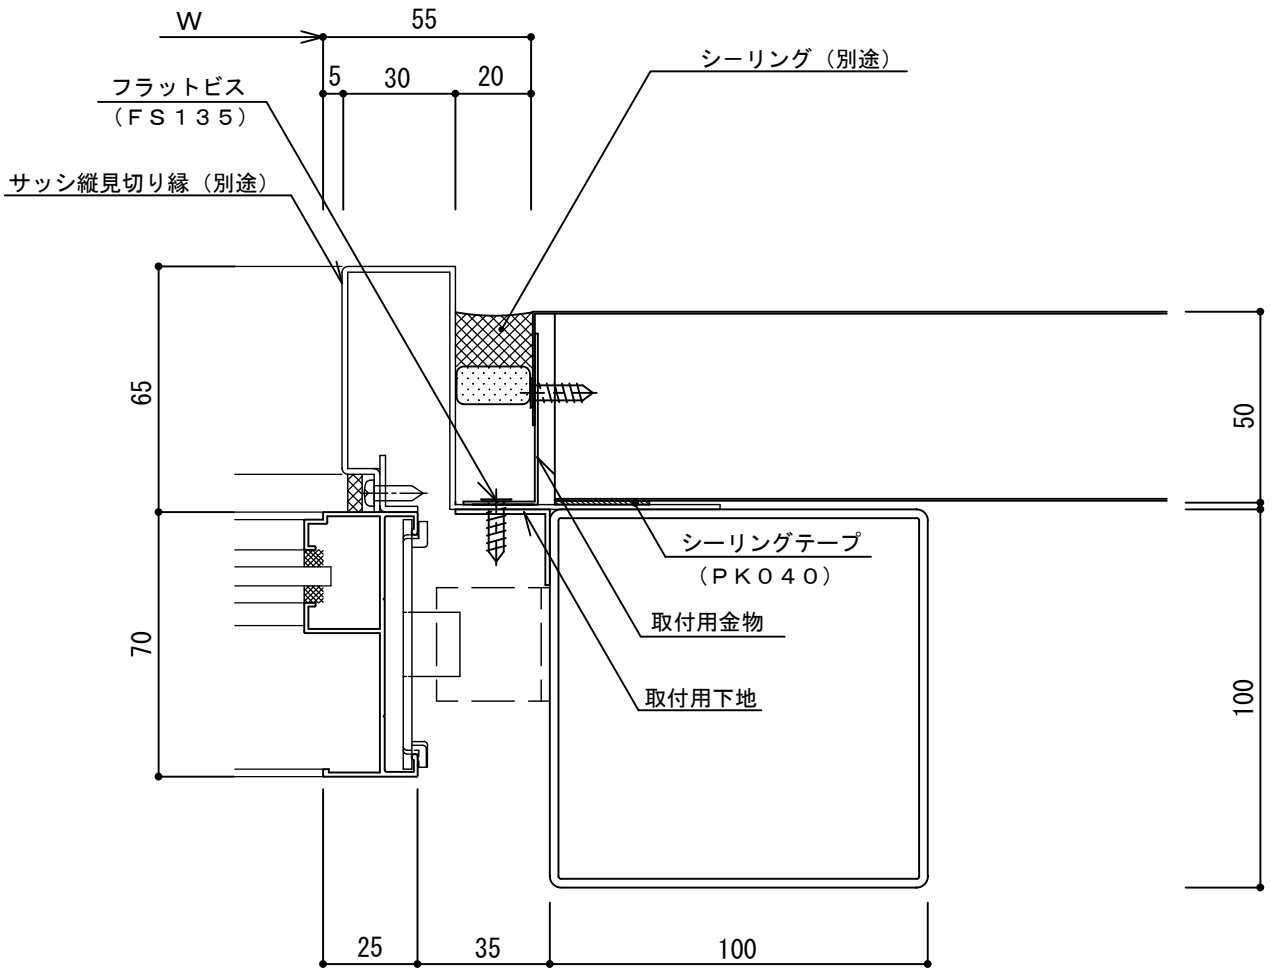 W
55
シーリング（別途）
5
30
20
フラットビス
（ＦＳ１３５）
サッシ縦見切り縁（別途）
65
50
シーリングテープ
（ＰＫ０４０）
取付用金物
70
取付用下地
100
25
35
100